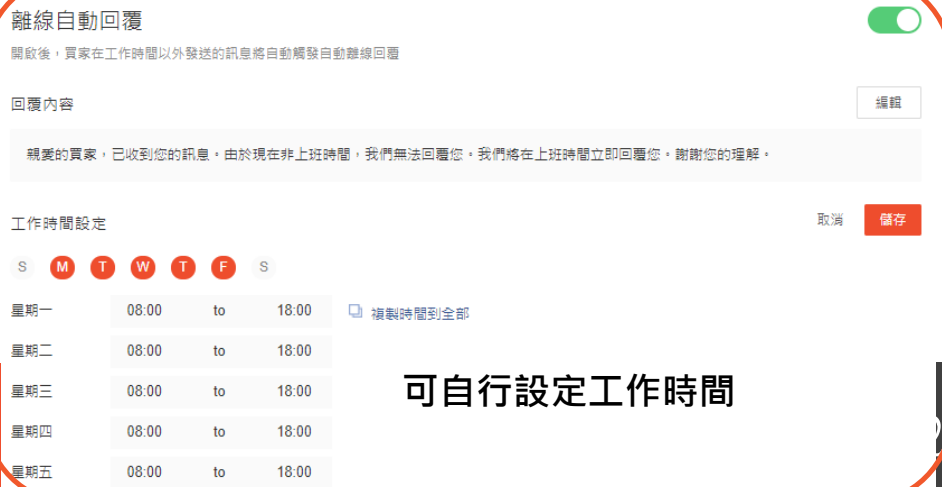 離線自動回覆
開啟後，買家在工作時間以外發送的訊息將自動觸發自動離線回覆
回覆內容
編輯
親愛的買家，已收到您的訊息。由於現在非上班時間，我們無法回覆您。我們將在上班時間立即回覆您。謝謝您的理解。
工作時間設定
取消 儲存
S M T W T F S
星期一 08:00 to 18:00 複製時間到全部
星期二 08:00 to 18:00
星期三 08:00 to 18:00
可自行設定工作時間
星期四 08:00 to 18:00
星期五 08:00 to 18:00